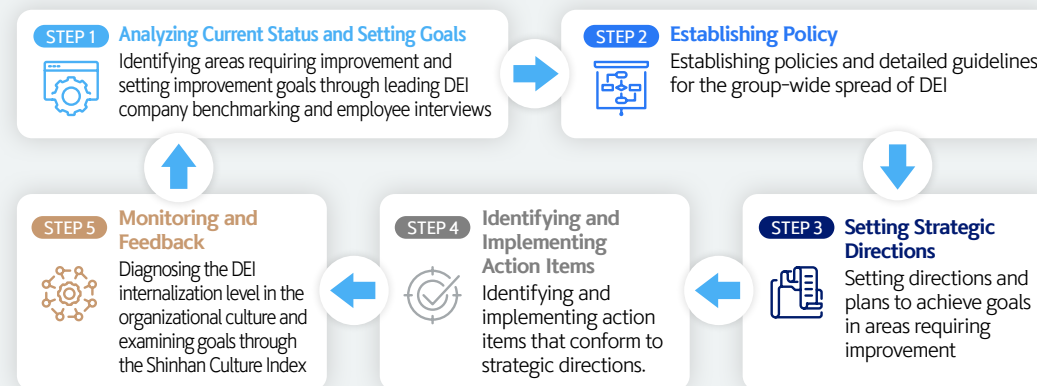 STEP 1 Analyzing Current Status and Setting Goals
Identifying areas requiring improvement and
setting improvement goals through leading DEI
company benchmarking and employee interviews
STEP 2 Establishing Policy
Establishing policies and detailed guidelines
for the group-wide spread of DEI
STEP 3 Setting Strategic
Directions
Setting directions and
plans to achieve goals
in areas requiring
improvement
STEP 4 Identifying and
Implementing
Action Items
Identifying and
implementing action
items that conform to
strategic directions.
STEP 5 Monitoring and
Feedback
Diagnosing the DEI
internalization level in the
organizational culture and
examining goals through
the Shinhan Culture Index